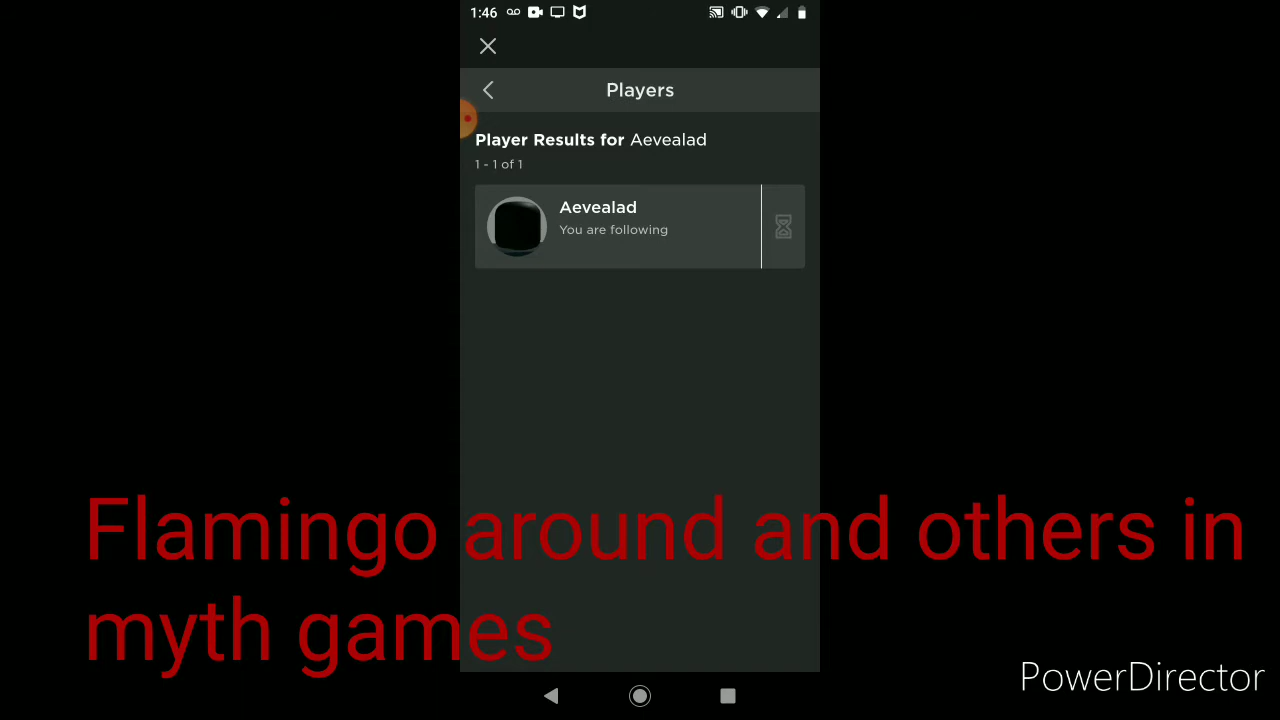 1:46
Players
Player Results for Aevealad
1 - 1 of 1
Aevealad
You are following
Flamingo around and others in
myth games
PowerDirector